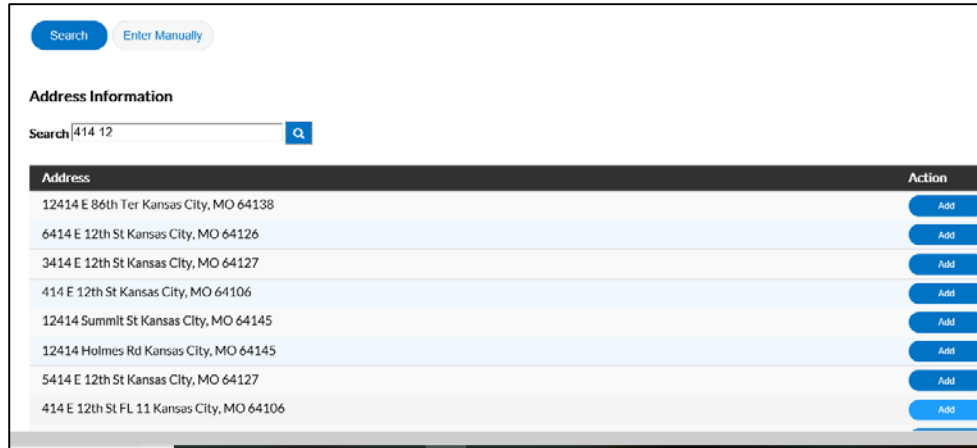 Search Enter Manually
Address Information
Search 414 12
Address Action
12414 E 86th Ter Kansas City, MO 64138 Add
6414 E 12th St Kansas City, MO 64126 Add
3414 E 12th St Kansas City, MO 64127 Add
414 E 12th St Kansas City, MO 64106 Add
12414 Summit St Kansas City, MO 64145 Add
12414 Holmes Rd Kansas City, MO 64145 Add
5414 E 12th St Kansas City, MO 64127 Add
414 E 12th St FL 11 Kansas City, MO 64106 Add